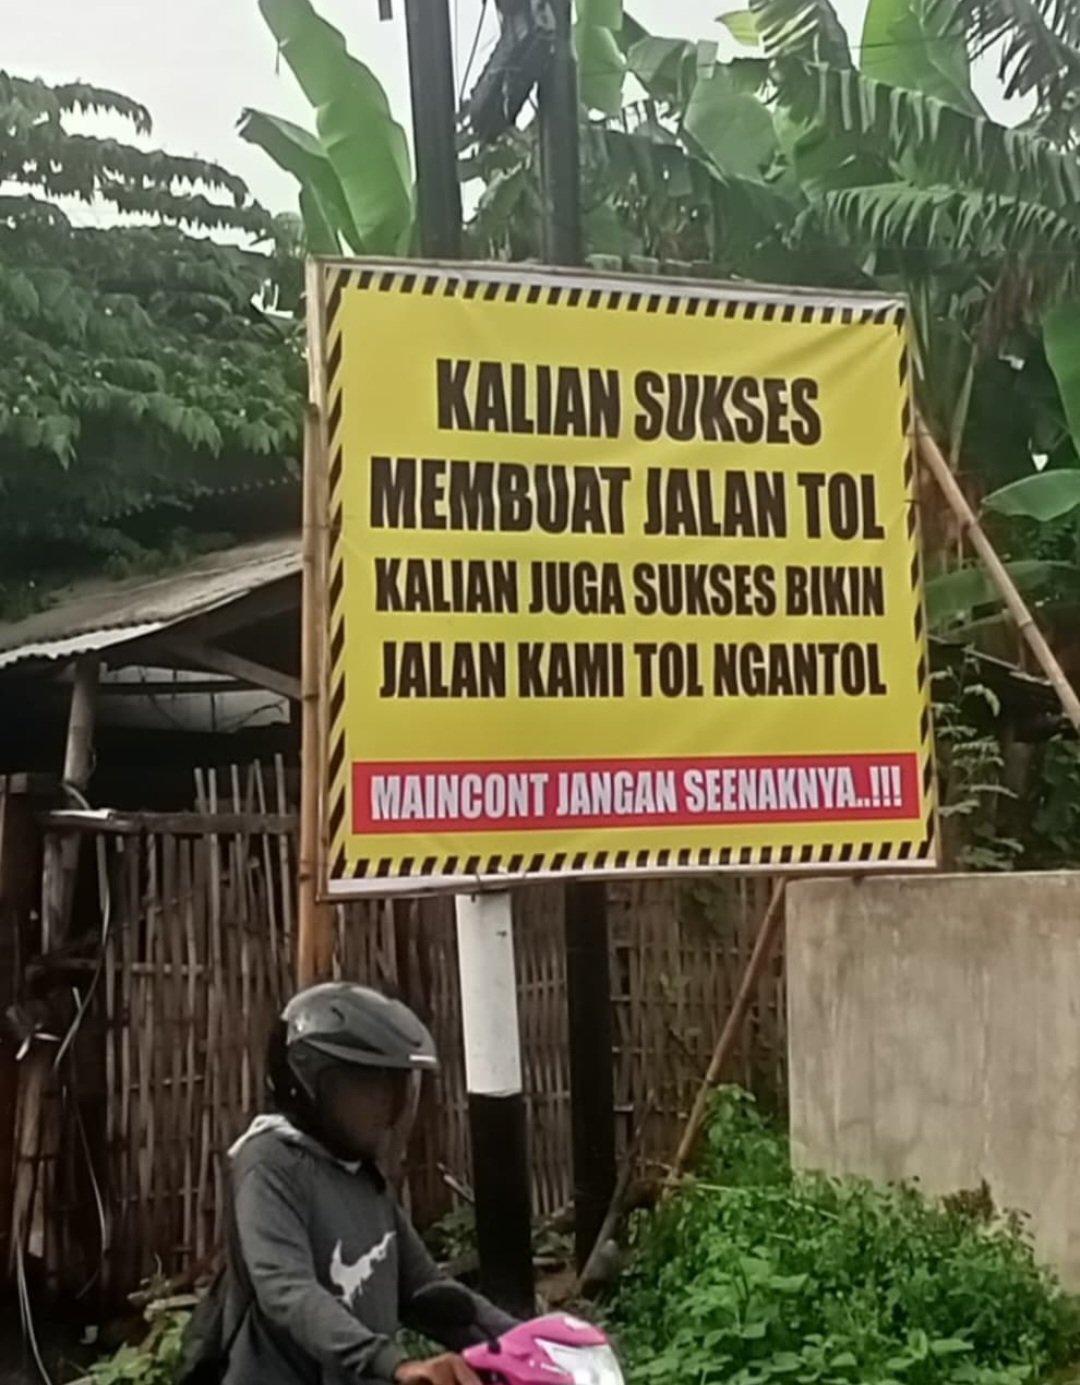 KALIAN SUKSES
MEMBUAT JALAN TOL
KALIAN JUGA SUKSES BIKIN
JALAN KAMI TOL NGANTOL
MAINCONT JANGAN SEENAKNYA..!!!